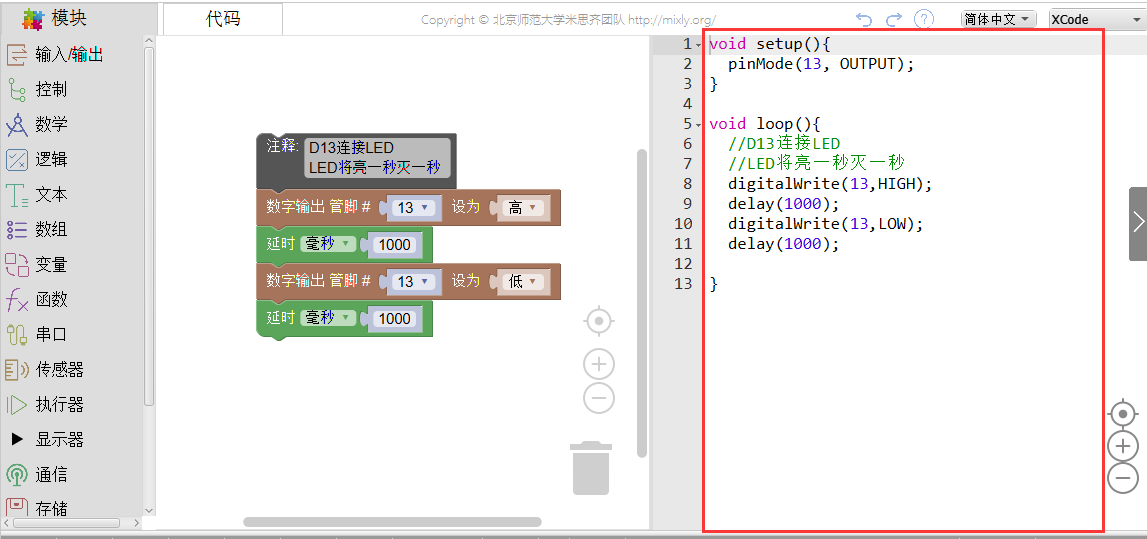 模块
代码
Copyright © 北京师范大学米思齐团队 http://mixly.org/
简体中文
XCode
输入/输出
控制
数学
逻辑
文本
数组
变量
函数
串口
传感器
执行器
显示器
通信
存储
注释: D13连接LED
LED将亮一秒灭一秒
数字输出 管脚 # 13 设为 高
延时 毫秒 1000
数字输出 管脚 # 13 设为 低
延时 毫秒 1000
1 void setup(){
2 pinMode(13, OUTPUT);
3 }
4
5 void loop(){
6 //D13连接LED
7 //LED将亮一秒灭一秒
8 digitalWrite(13,HIGH);
9 delay(1000);
10 digitalWrite(13,LOW);
11 delay(1000);
12
13 }